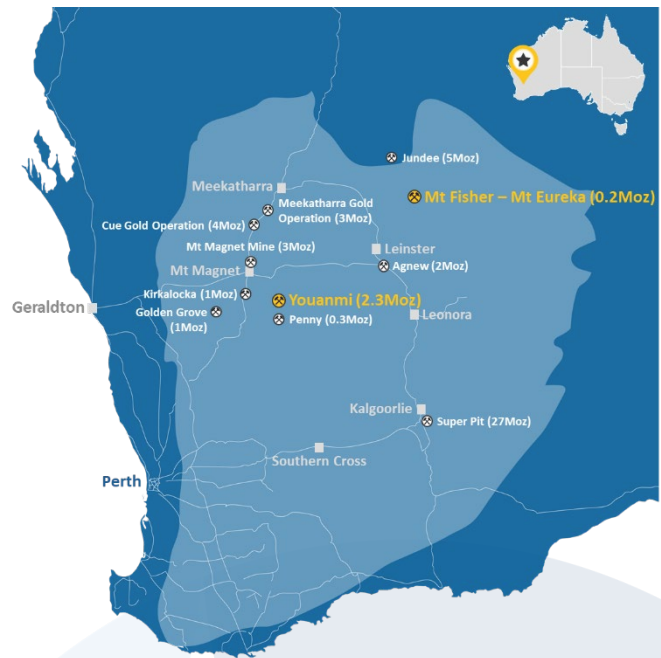 Jundee (5Moz)
Meekatharra
Mt Fisher – Mt Eureka (0.2Moz)
Meekatharra Gold
Operation (3Moz)
Cue Gold Operation (4Moz)
Mt Magnet Mine (3Moz)
Leinster
Mt Magnet
Agnew (2Moz)
Kirkalocka (1Moz)
Youanmi (2.3Moz)
Geraldton
Golden Grove
(1Moz)
Penny (0.3Moz)
Leonora
Kalgoorlie
Super Pit (27Moz)
Southern Cross
Perth